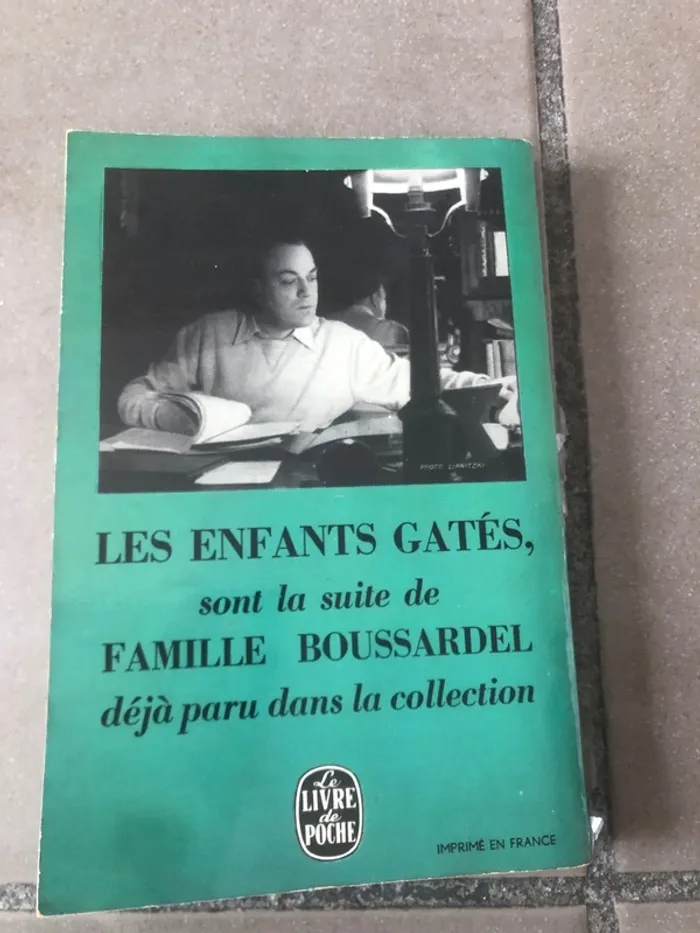 PHOTO LIPNITZKI
LES ENFANTS GATÉS,
sont la suite de
FAMILLE BOUSSARDEL
déjà paru dans la collection
Le
LIVRE
de
POCHE
IMPRIMÉ EN FRANCE